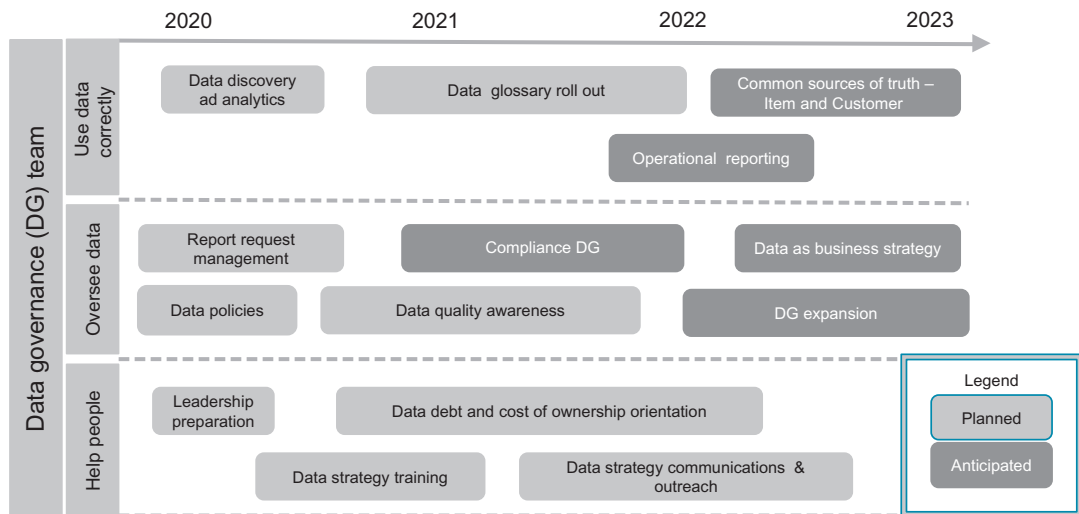 2020 2021 2022 2023
Data governance (DG) team
Use data
correctly
Data discovery
ad analytics
Data glossary roll out
Common sources of truth –
Item and Customer
Operational reporting
Oversee data
Report request
management
Compliance DG
Data as business strategy
Data policies
Data quality awareness
DG expansion
Help people
Leadership
preparation
Data debt and cost of ownership orientation
Data strategy training
Data strategy communications &
outreach
Legend
Planned
Anticipated